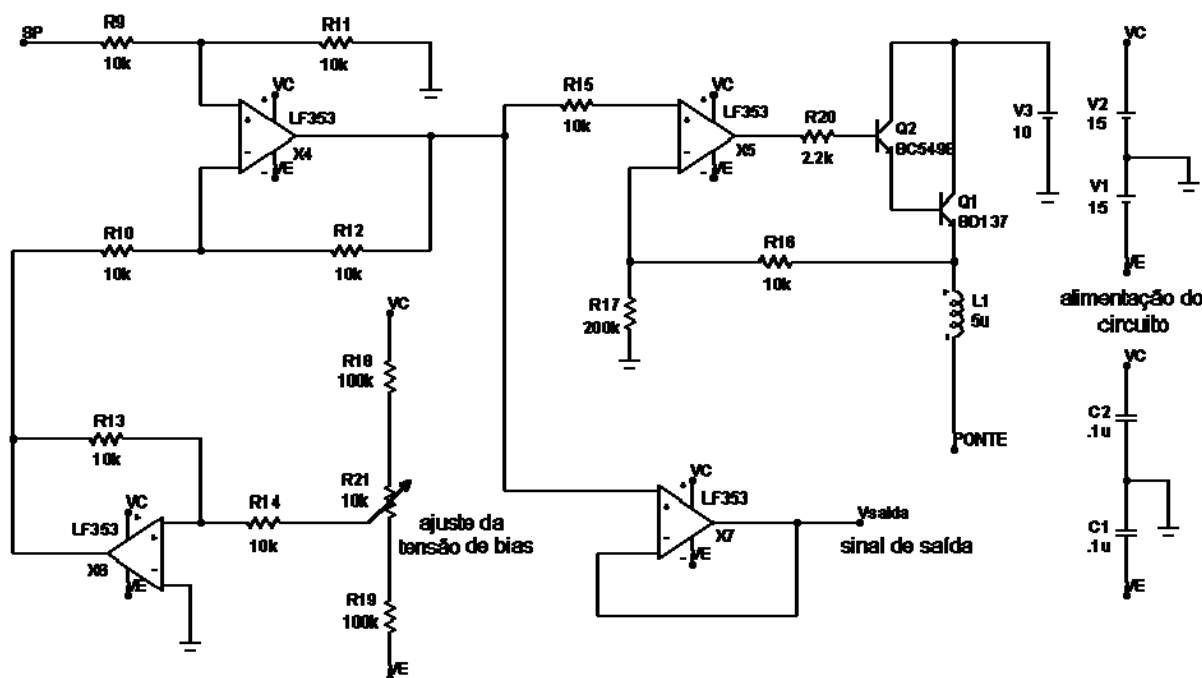 SP
R9
10k
R11
10k
VC
+
-
LF353
X4
VE
R10
10k
R12
10k
R15
10k
VC
+
-
LF353
X5
VE
R20
2.2k
Q2
BC549B
Q1
BD137
V3
10
VC
V2
15
V1
15
VE
alimentação do
circuito
R16
10k
R17
200k
L1
5u
PONTE
VC
R18
100k
R21
10k
ajuste da
tensão de bias
R19
100k
VE
R13
10k
R14
10k
VC
+
-
LF353
X6
VE
VC
+
-
LF353
X7
VE
Vsaida
sinal de saída
VC
C2
.1u
C1
.1u
VE